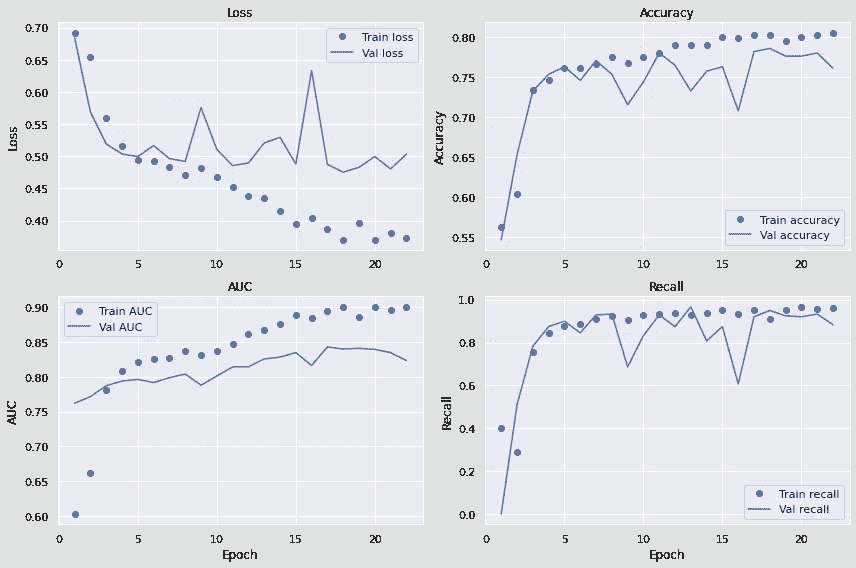 Loss
0.70
0.65
0.60
0.55
0.50
0.45
0.40
Loss
Train loss
Val loss
0
5
10
15
20
Accuracy
0.80
0.75
0.70
0.65
0.60
0.55
Accuracy
Train accuracy
Val accuracy
0
5
10
15
20
AUC
0.90
0.85
0.80
0.75
0.70
0.65
0.60
AUC
Train AUC
Val AUC
0
5
10
15
20
Epoch
Recall
1.0
0.8
0.6
0.4
0.2
0.0
Recall
Train recall
Val recall
0
5
10
15
20
Epoch